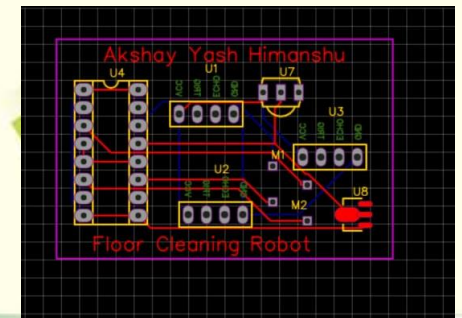 Akshay Yash Himanshu
U4
U1
U7
VCC TRIG ECHO GND
U3
VCC TRIG ECHO GND
M1
U2
VCC TRIG ECHO GND
M2
U8
Floor Cleaning Robot